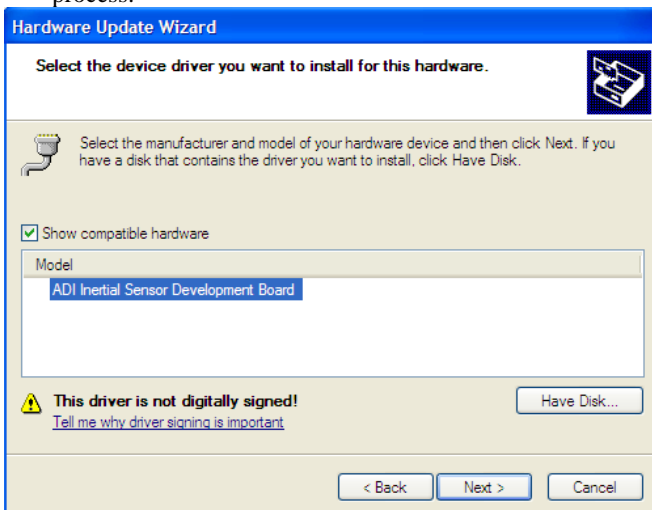 process.
Hardware Update Wizard
Select the device driver you want to install for this hardware.
Select the manufacturer and model of your hardware device and then click Next. If you
have a disk that contains the driver you want to install, click Have Disk.
Show compatible hardware
Model
ADI Inertial Sensor Development Board
This driver is not digitally signed!
Have Disk...
Tell me why driver signing is important
< Back
Next >
Cancel